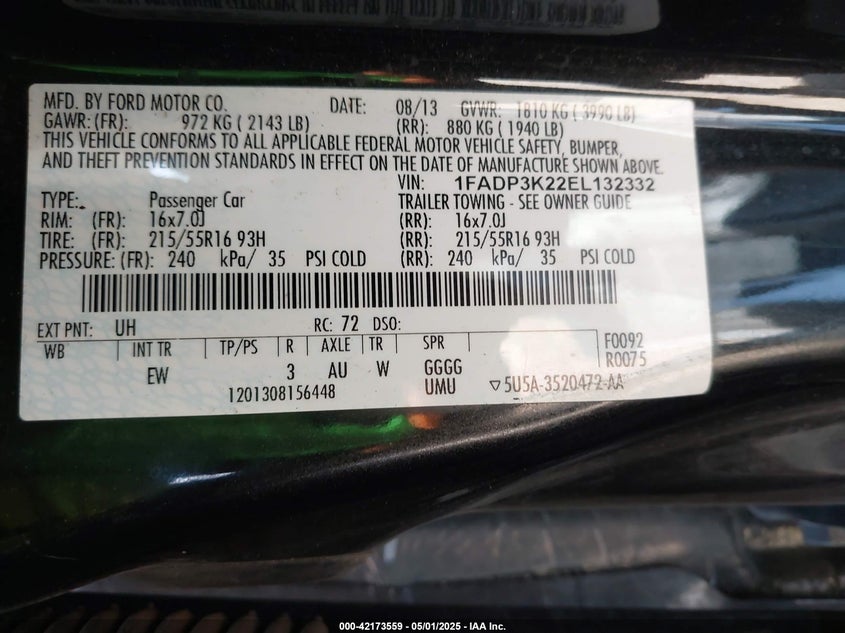 MFD. BY FORD MOTOR CO. DATE: 08/13 GVWR: 1810 KG ( 3990 LB)
GAWR: (FR): 972 KG ( 2143 LB) (RR): 880 KG ( 1940 LB)
THIS VEHICLE CONFORMS TO ALL APPLICABLE FEDERAL MOTOR VEHICLE SAFETY, BUMPER,
AND THEFT PREVENTION STANDARDS IN EFFECT ON THE DATE OF MANUFACTURE SHOWN ABOVE.
VIN: 1FADP3K22EL132332
TYPE: Passenger Car TRAILER TOWING - SEE OWNER GUIDE
RIM: (FR): 16x7.0J (RR): 16x7.0J
TIRE: (FR): 215/55R16 93H (RR): 215/55R16 93H
PRESSURE: (FR): 240 kPa/ 35 PSI COLD (RR): 240 kPa/ 35 PSI COLD
EXT PNT: UH RC: 72 DSO:
WB INT TR TP/PS R AXLE TR SPR F0092
R0075
EW 3 AU W GGGG
1201308156448 UMU ▽5U5A-3520472-AA
000-42173559 - 05/01/2025 - IAA Inc.